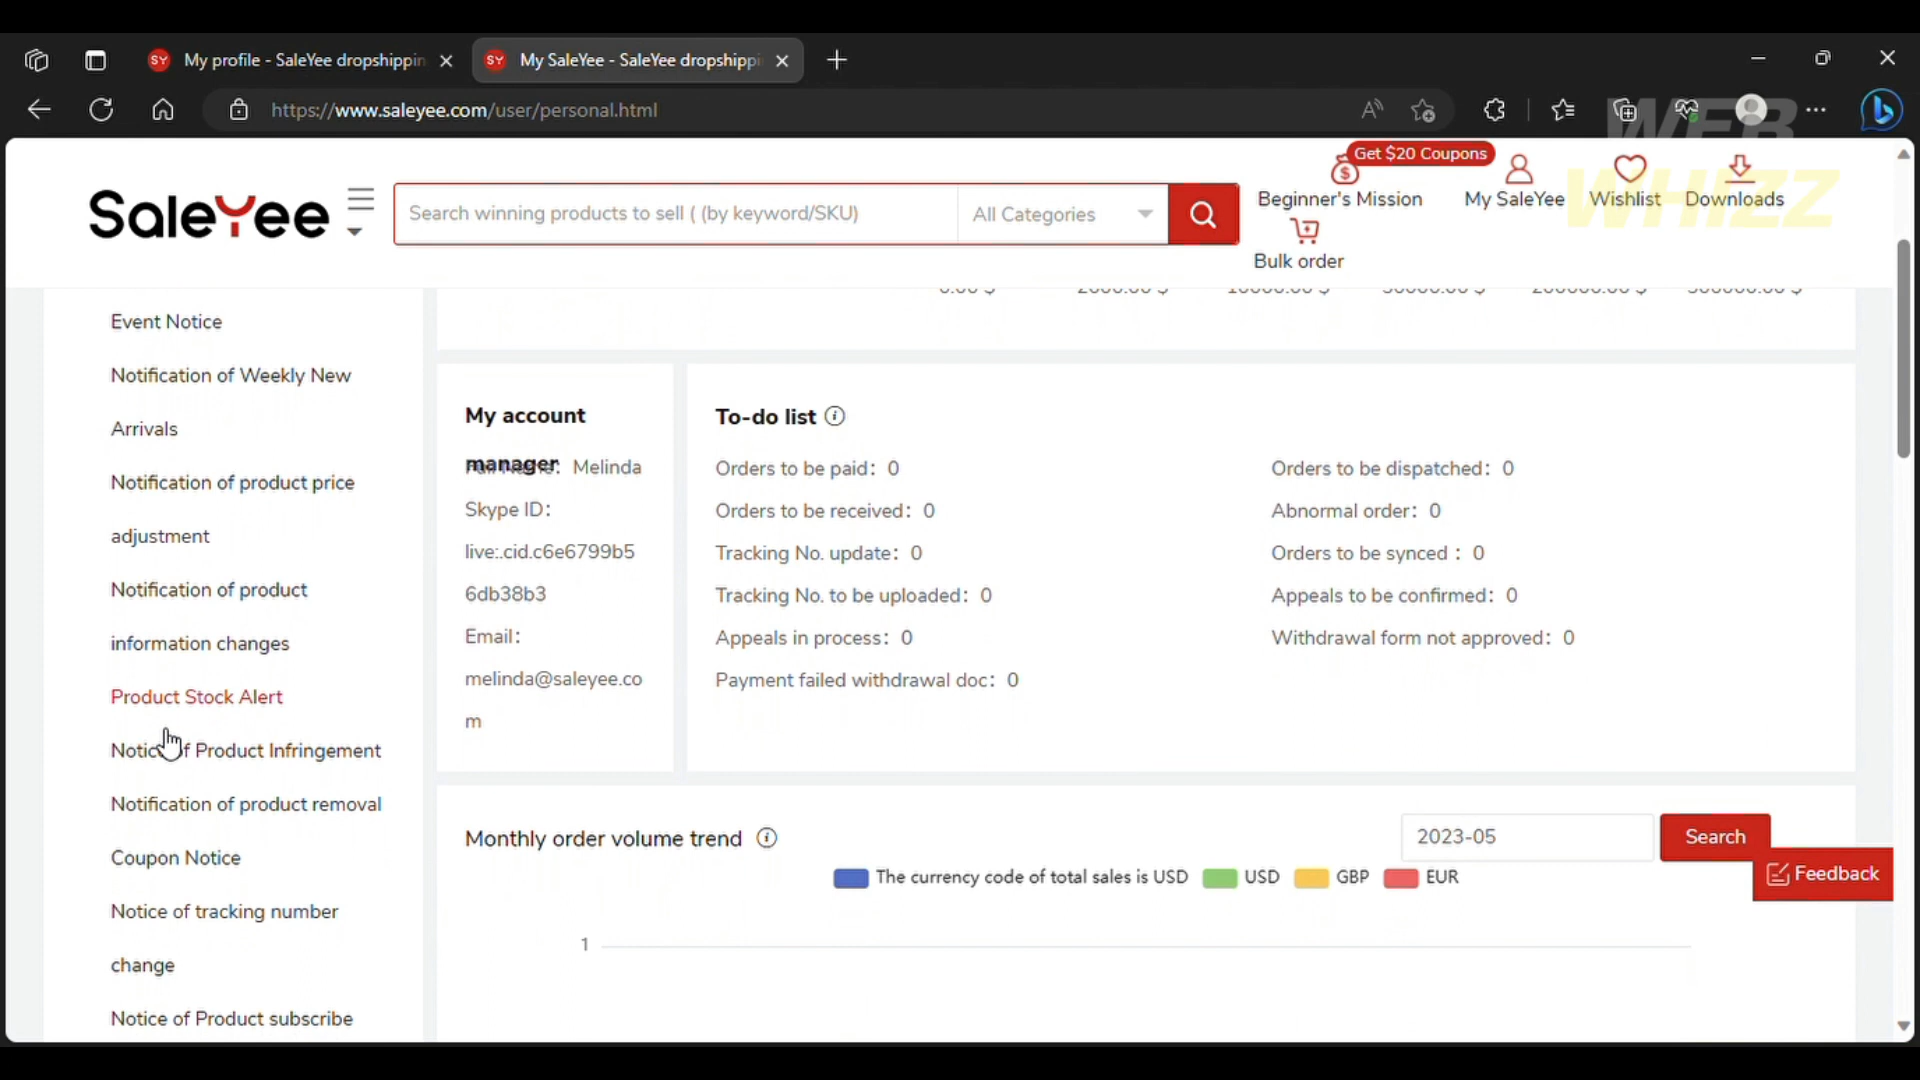 My profile - SaleYee dropshippin
My SaleYee - SaleYee dropshippi
https://www.saleyee.com/user/personal.html
WEB
WHIZZ
SaleYee
Search winning products to sell ( (by keyword/SKU)
All Categories
Get $20 Coupons
Beginner's Mission
My SaleYee
Wishlist
Downloads
Bulk order
Event Notice
Notification of Weekly New
Arrivals
Notification of product price
adjustment
Notification of product
information changes
Product Stock Alert
Notice of Product Infringement
Notification of product removal
Coupon Notice
Notice of tracking number
change
Notice of Product subscribe
My account
manager
Melinda
Skype ID:
live:.cid.c6e6799b5
6db38b3
Email:
melinda@saleyee.co
m
To-do list
Orders to be paid: 0
Orders to be dispatched: 0
Orders to be received: 0
Abnormal order: 0
Tracking No. update: 0
Orders to be synced : 0
Tracking No. to be uploaded: 0
Appeals to be confirmed: 0
Appeals in process: 0
Withdrawal form not approved: 0
Payment failed withdrawal doc: 0
Monthly order volume trend
2023-05
Search
Feedback
The currency code of total sales is USD
USD
GBP
EUR
1